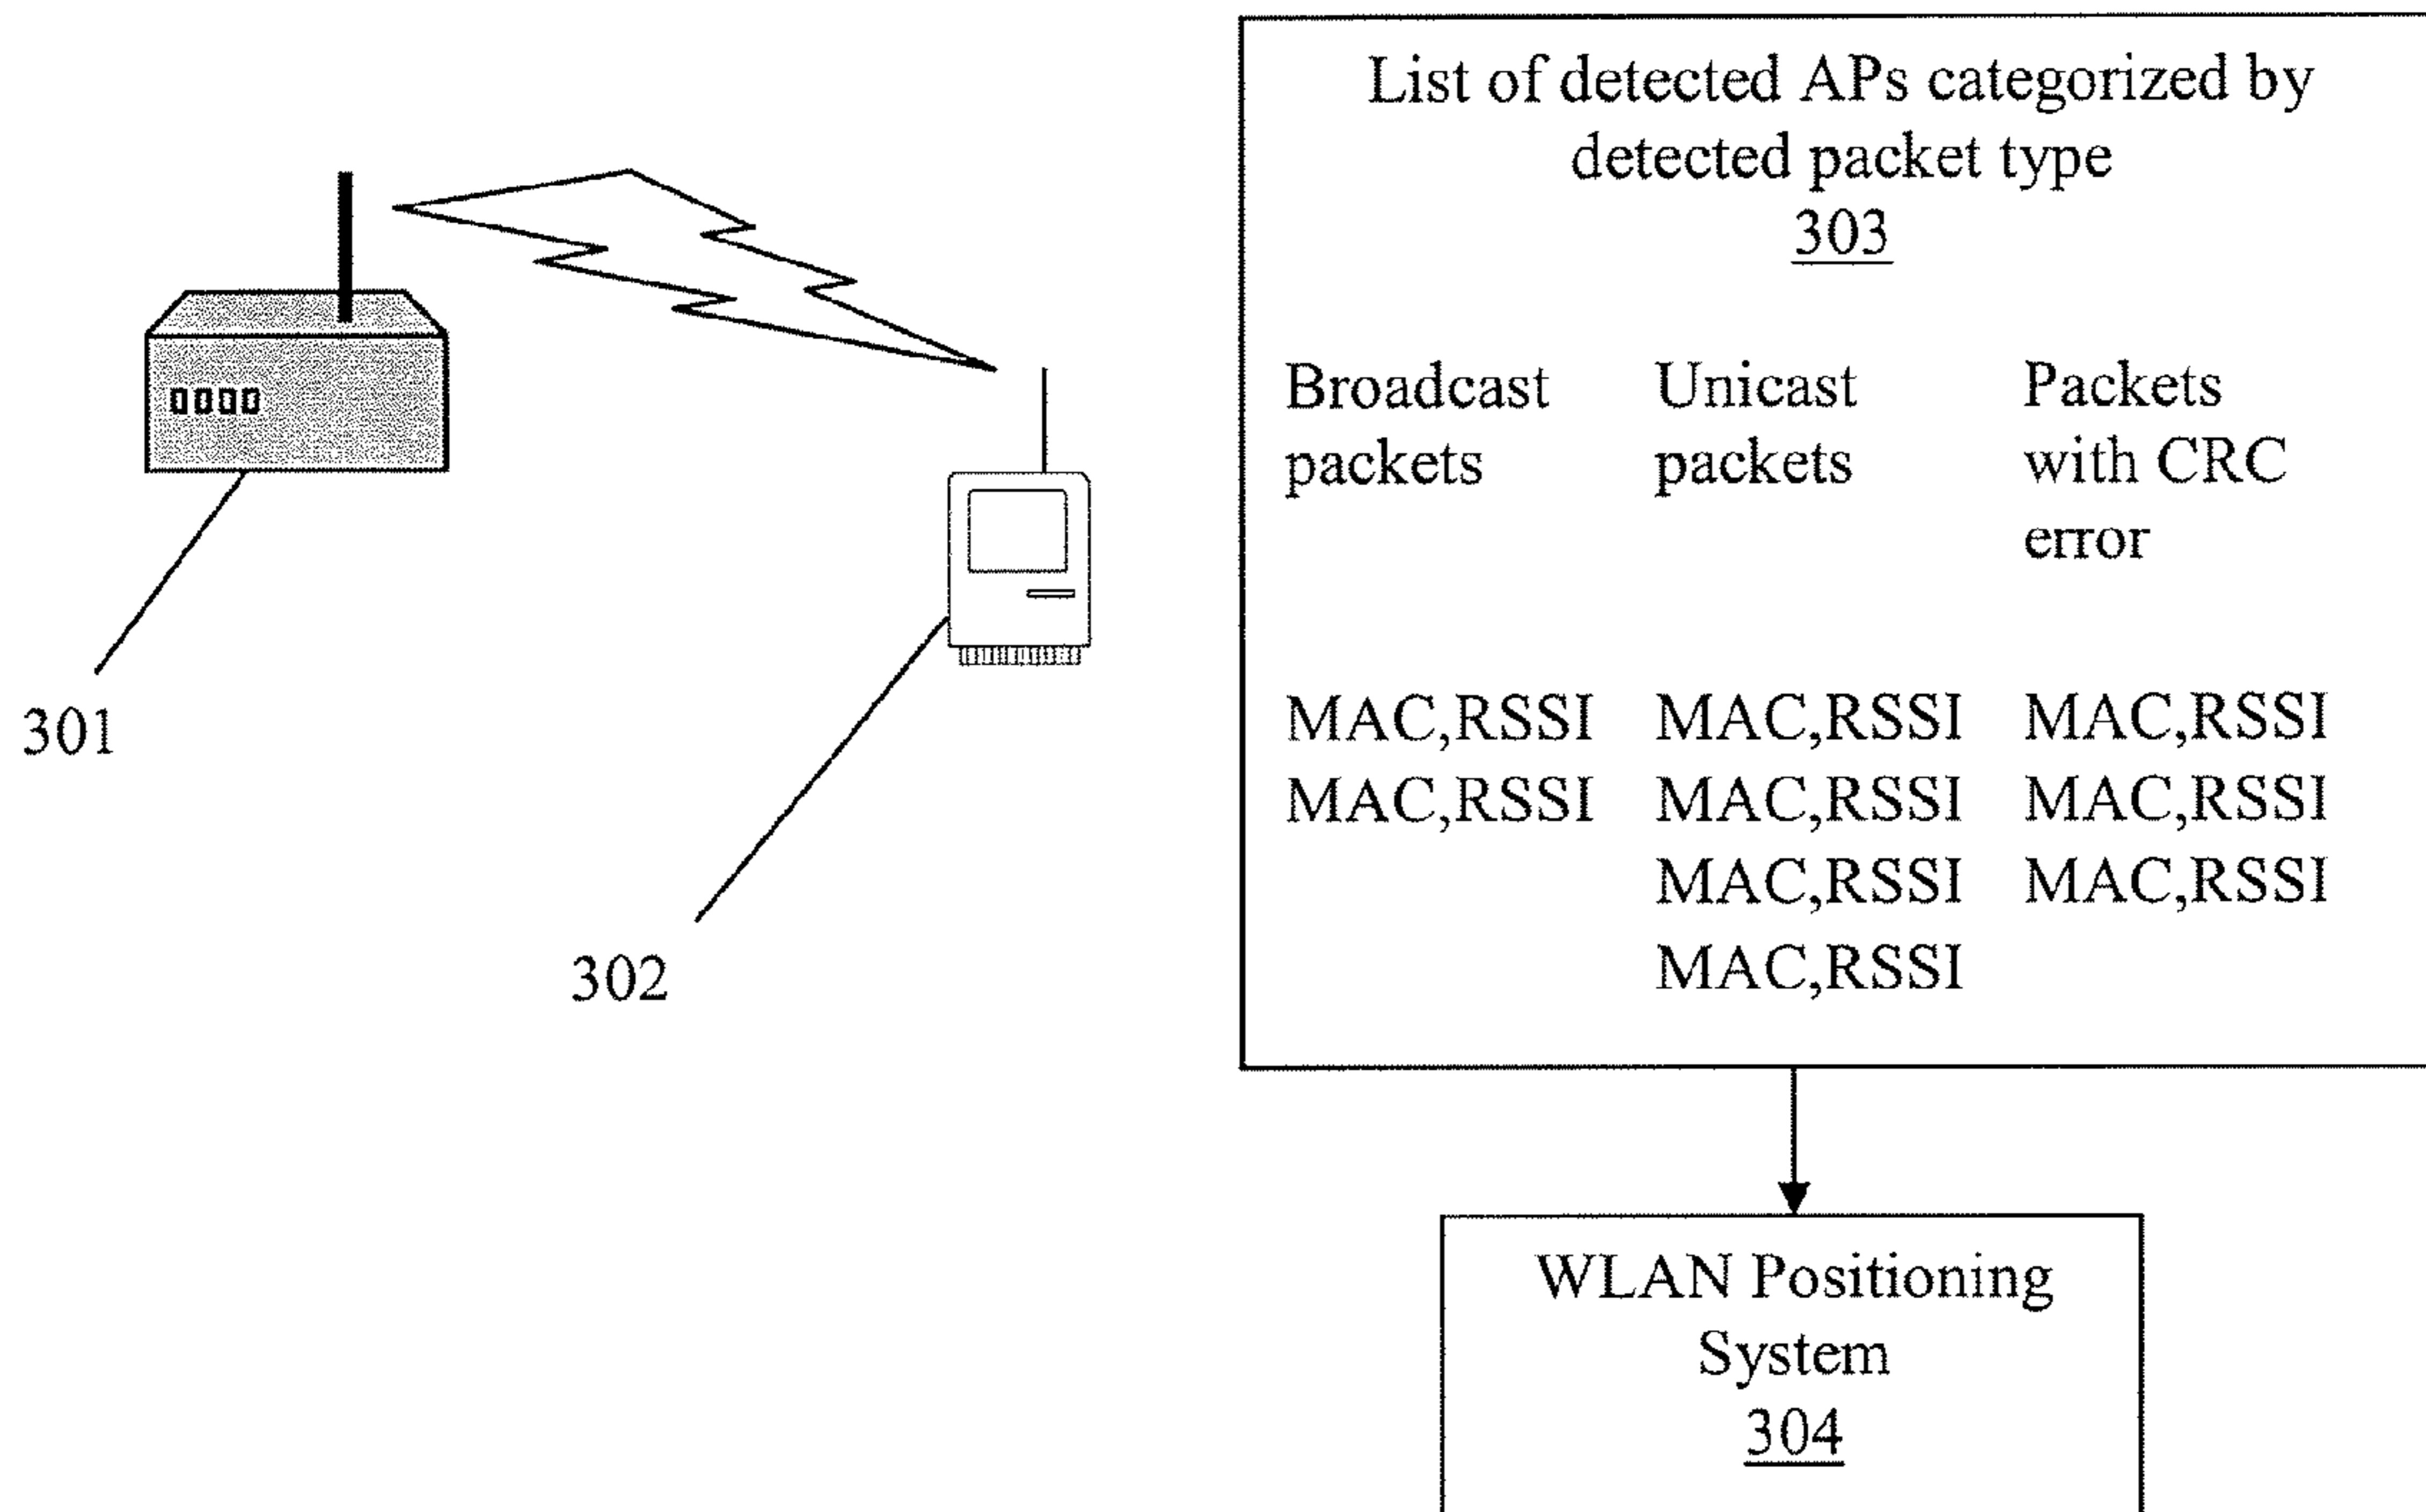 List of detected APs categorized by
detected packet type
303
Broadcast packets
Unicast packets
Packets with CRC error
MAC,RSSI MAC,RSSI MAC,RSSI
MAC,RSSI MAC,RSSI MAC,RSSI
MAC,RSSI MAC,RSSI
MAC,RSSI
301
302
WLAN Positioning
System
304